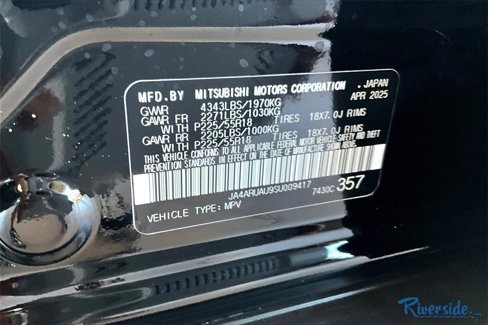 MFD.BY MITSUBISHI MOTORS CORPORATION , JAPAN
GVWR 4343LBS/1970KG APR 2025
GAWR FR 2271LBS/1030KG
WITH P225/55R18 TIRES 18X7.0J RIMS
GAWR RR 2205LBS/1000KG
WITH P225/55R18 TIRES 18X7.0J RIMS
THIS VEHICLE CONFORMS TO ALL APPLICABLE FEDERAL MOTOR VEHICLE SAFETY AND THEFT
PREVENTION STANDARDS IN EFFECT ON THE DATE OF MANUFACTURE SHOWN ABOVE.
JA4ARUAU9SU009417 7430C 357
VEHICLE TYPE: MPV
Riverside